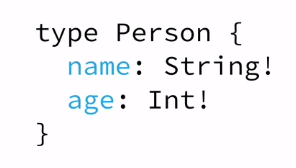 type Person {
  name: String!
  age: Int!
}